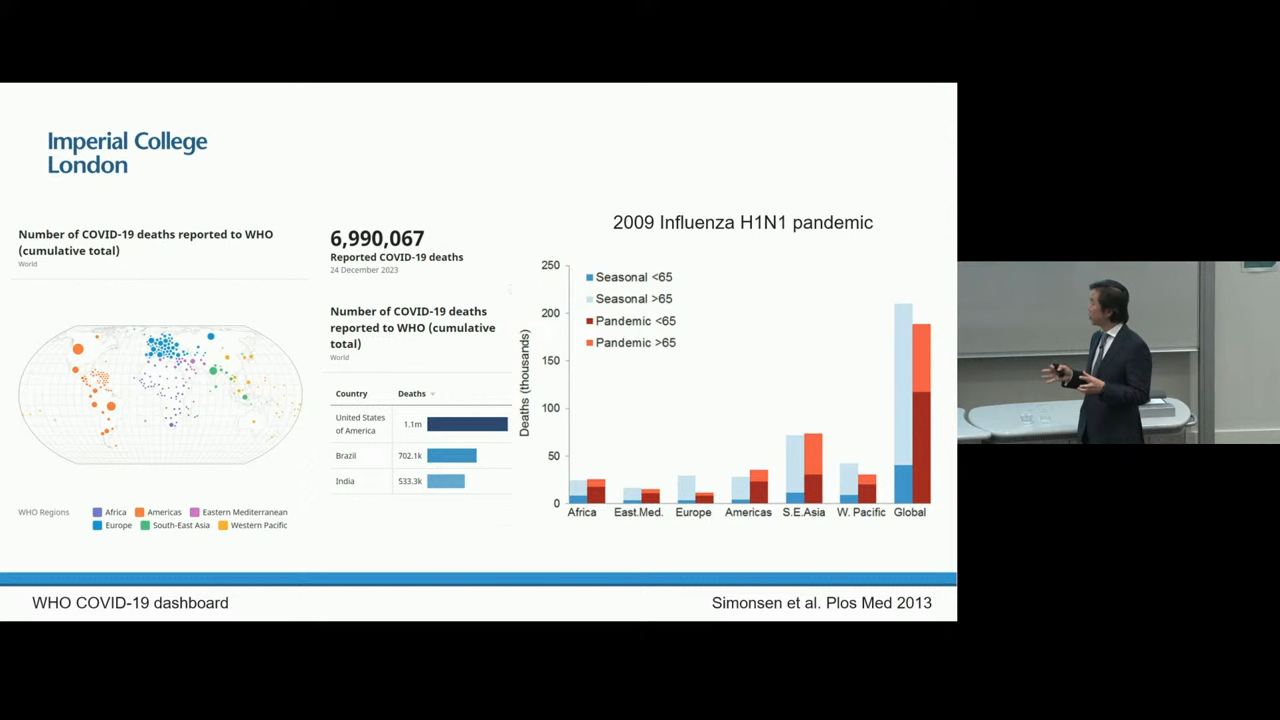 Imperial College
London
Number of COVID-19 deaths reported to WHO
(cumulative total)
World
WHO Regions
Africa
Americas
Eastern Mediterranean
Europe
South-East Asia
Western Pacific
6,990,067
Reported COVID-19 deaths
24 December 2023
Number of COVID-19 deaths
reported to WHO (cumulative
total)
World
Country Deaths
United States
of America
1.1m
Brazil 702.1k
India 533.3k
2009 Influenza H1N1 pandemic
Deaths (thousands)
250
200
150
100
50
0
Seasonal <65
Seasonal >65
Pandemic <65
Pandemic >65
Africa East.Med. Europe Americas S.E.Asia W. Pacific Global
WHO COVID-19 dashboard
Simonsen et al. Plos Med 2013